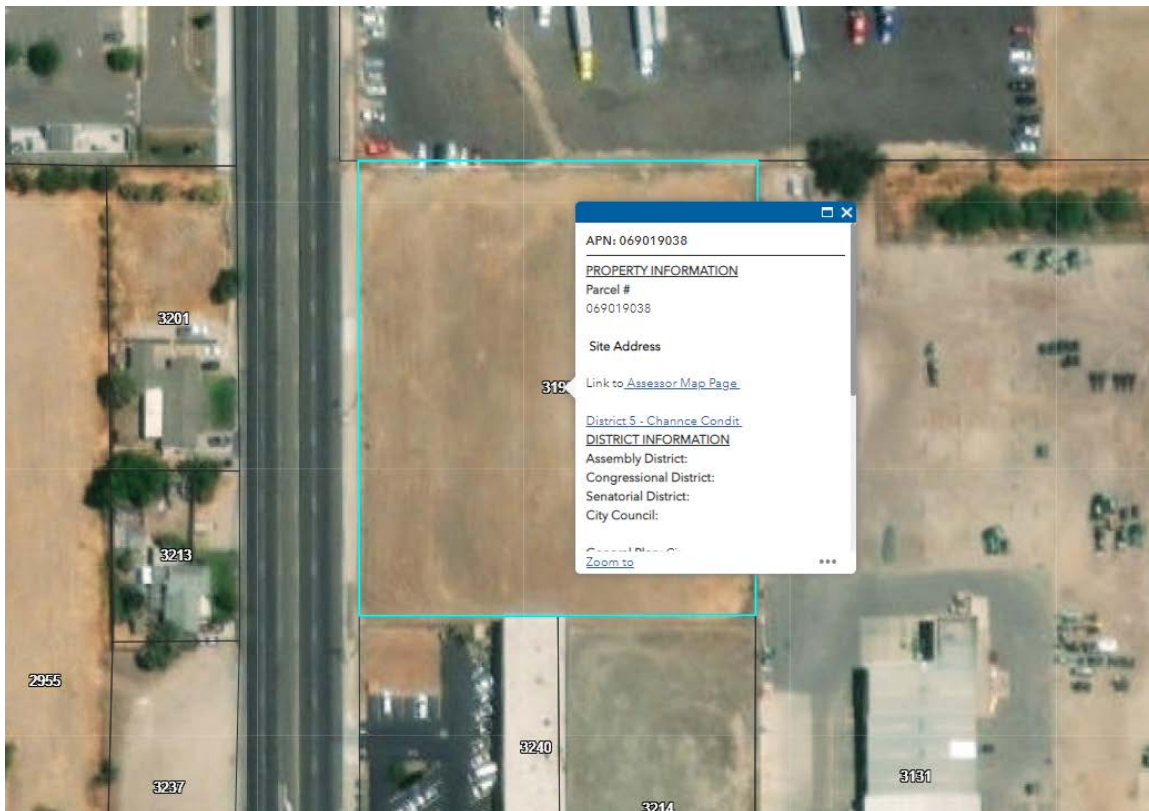 APN: 069019038
PROPERTY INFORMATION
Parcel #
069019038
Site Address
Link to Assessor Map Page
District 5 - Channce Condit
DISTRICT INFORMATION
Assembly District:
Congressional District:
Senatorial District:
City Council:
Zoom to
3201
319
3213
2955
3240
3237
3131
3214